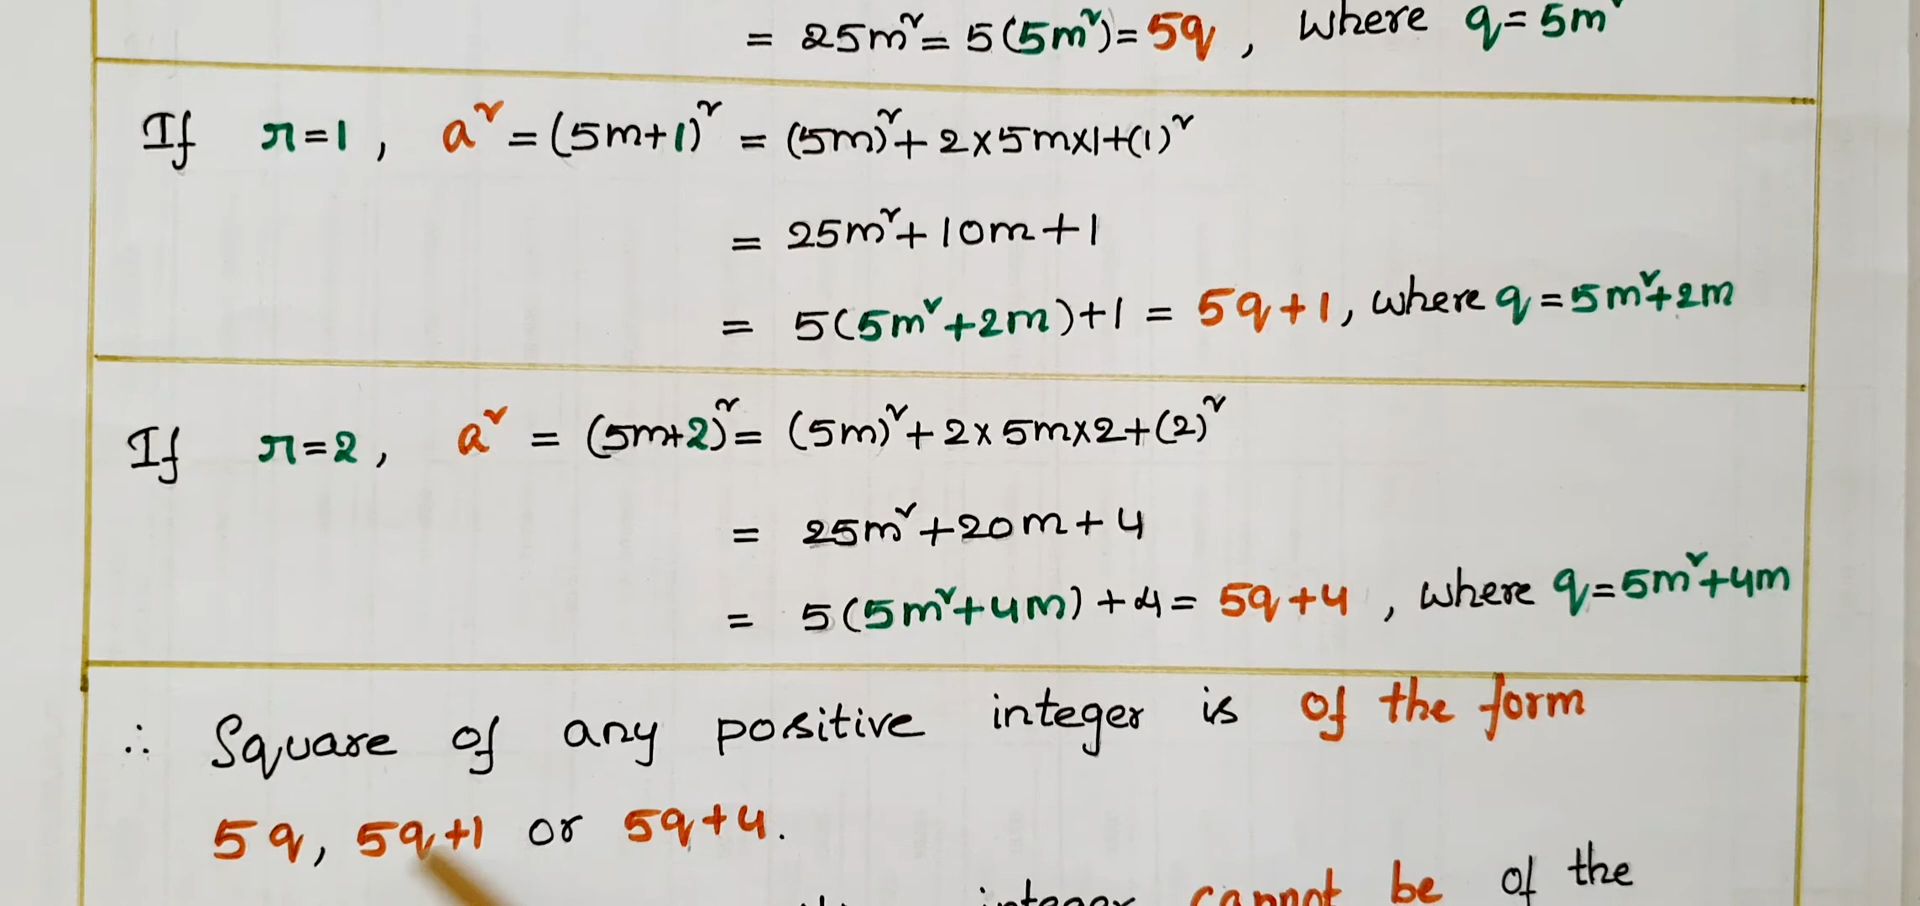 = 25m² = 5(5m²) = 5q, where q = 5m²
If r=1, a² = (5m+1)² = (5m)² + 2×5m×1+(1)²
= 25m² + 10m + 1
= 5(5m²+2m)+1 = 5q+1, where q = 5m²+2m
If r=2, a² = (5m+2)² = (5m)² + 2×5m×2+(2)²
= 25m² + 20m + 4
= 5(5m²+4m) + 4 = 5q+4, where q=5m²+4m
∴ Square of any positive integer is of the form
5q, 5q+1 or 5q+4.
integer cannot be of the